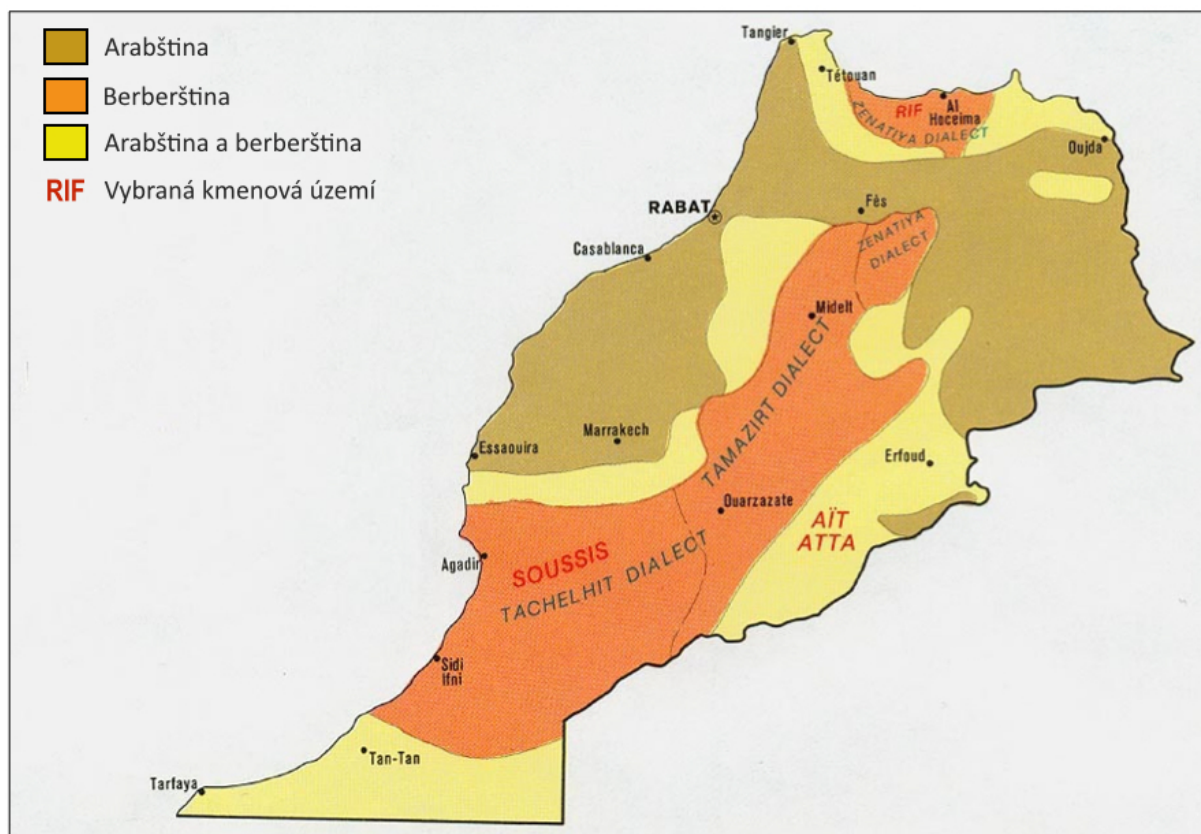 Arabština
Berberština
Arabština a berberština
RIF Vybraná kmenová území
Tangier
Tétouan
RIF
Al
Hoceima
ZENATIYA DIALECT
Oujda
RABAT
Fès
Casablanca
ZENATIYA
DIALECT
Midelt
TAMAZIRT DIALECT
Marrakech
Essaouira
Erfoud
Ouarzazate
AÏT
ATTA
Agadir
SOUSSIS
TACHELHIT DIALECT
Sidi
Ifni
Tan-Tan
Tarfaya